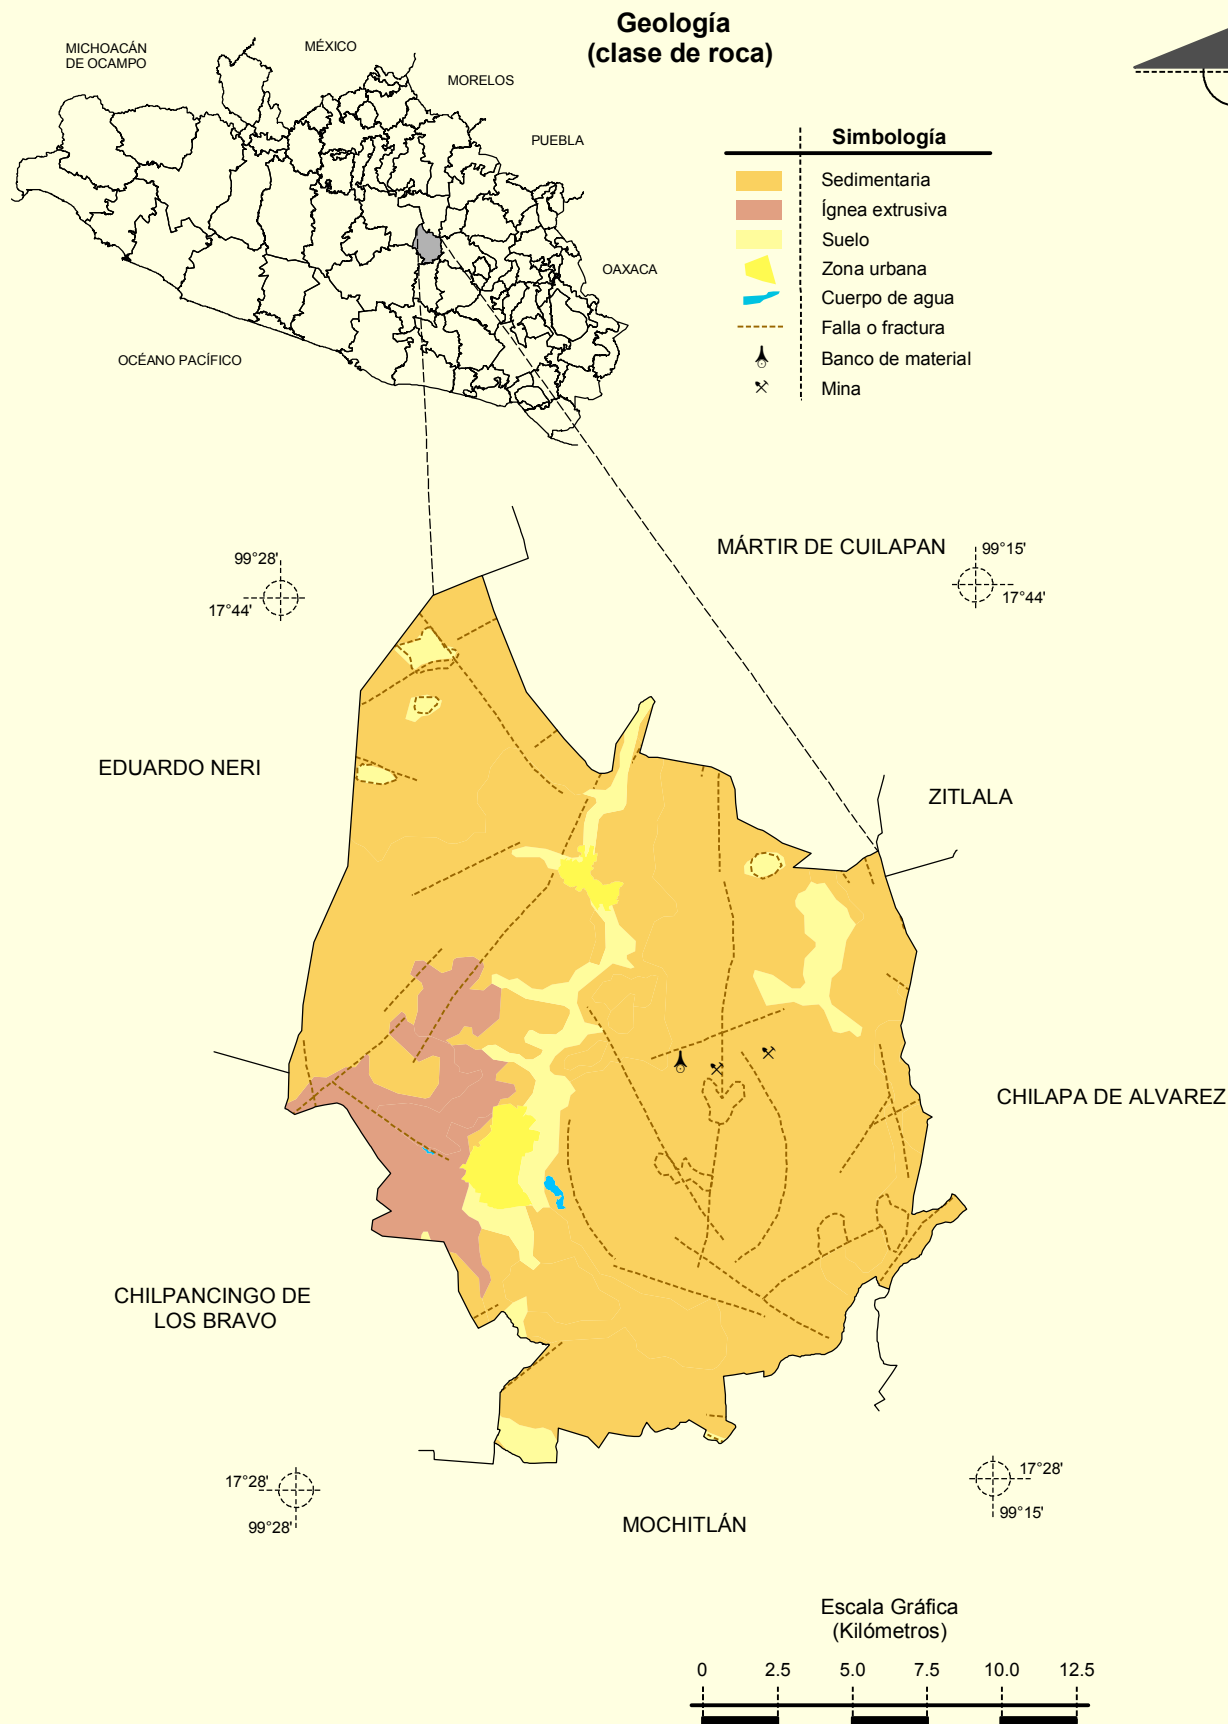 Geología
(clase de roca)
MICHOACÁN
DE OCAMPO
MÉXICO
MORELOS
PUEBLA
OAXACA
OCÉANO PACÍFICO
Simbología
Sedimentaria
Ígnea extrusiva
Suelo
Zona urbana
Cuerpo de agua
Falla o fractura
Banco de material
Mina
MÁRTIR DE CUILAPAN
99°28'
17°44'
99°15'
17°44'
EDUARDO NERI
ZITLALA
CHILAPA DE ALVAREZ
CHILPANCINGO DE
LOS BRAVO
17°28'
99°28'
17°28'
99°15'
MOCHITLÁN
Escala Gráfica
(Kilómetros)
0 2.5 5.0 7.5 10.0 12.5